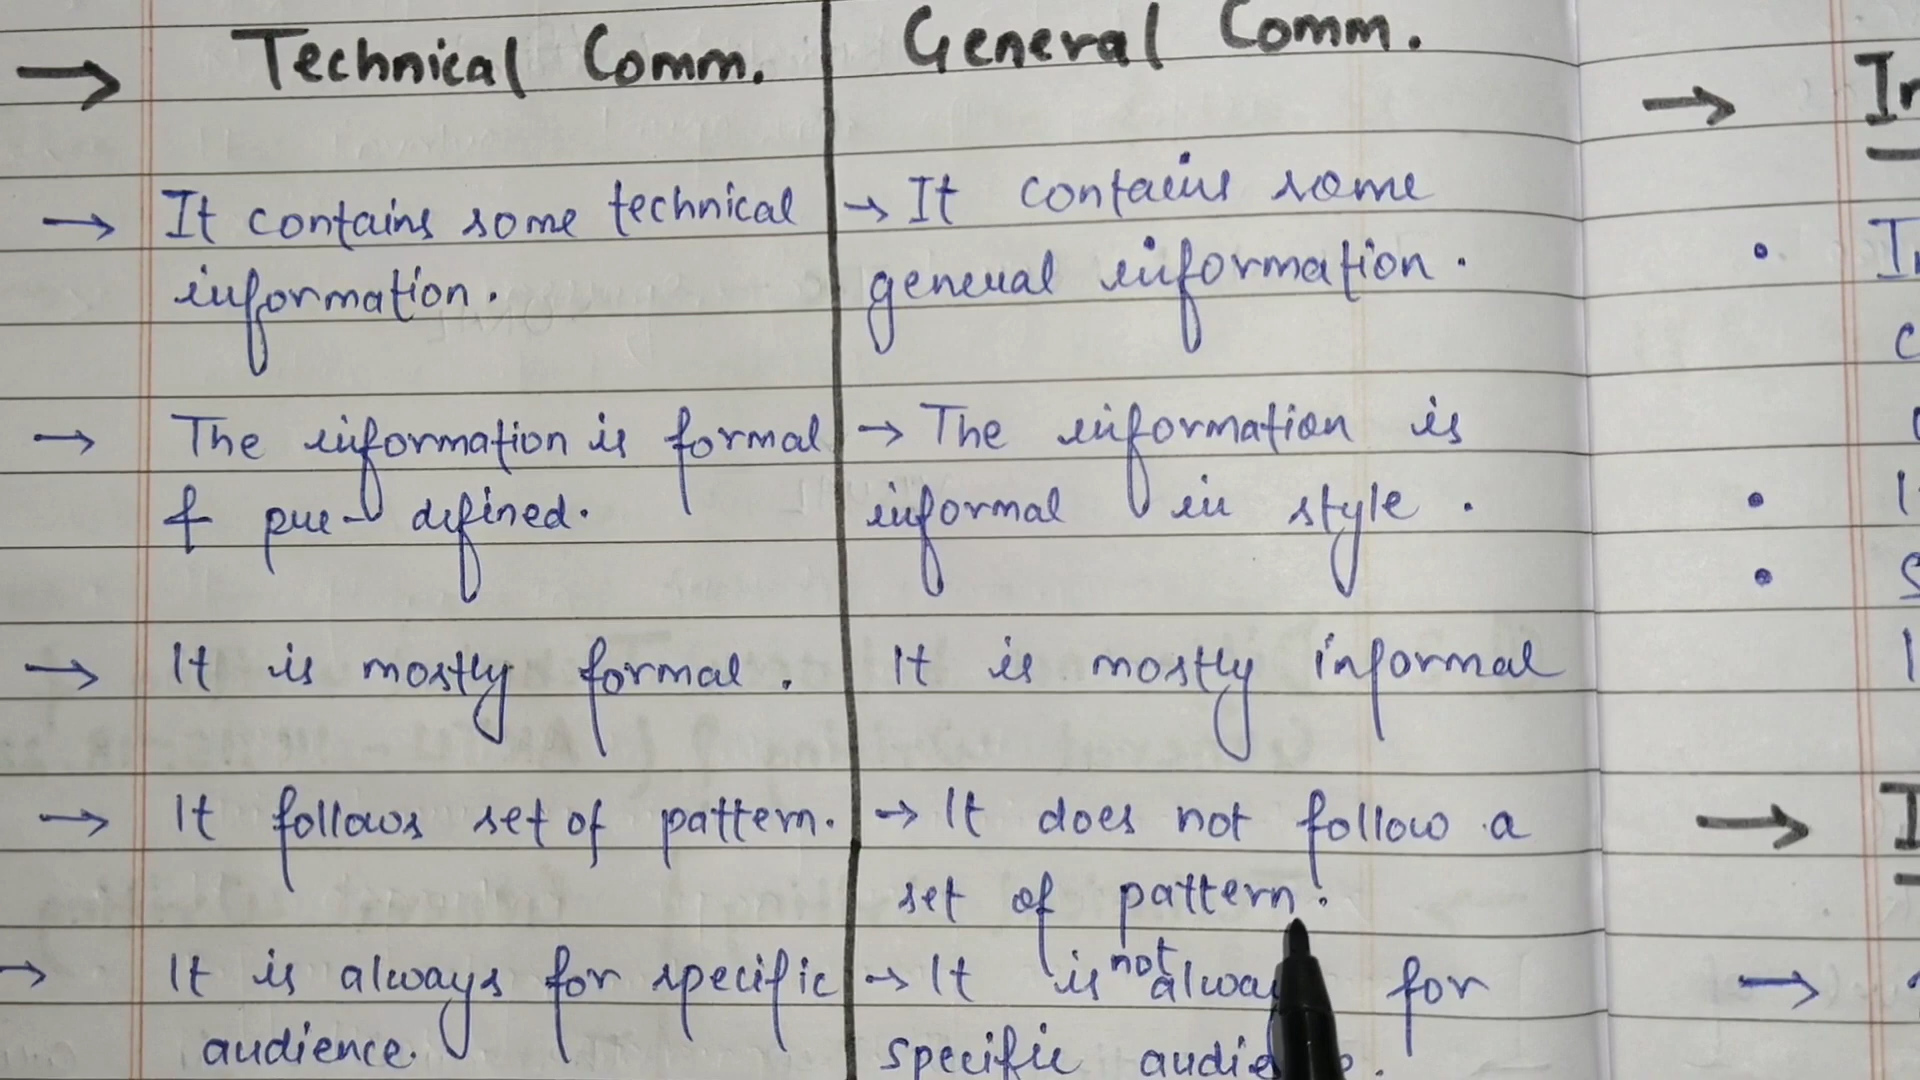 → Technical Comm.
→ It contains some technical
information.
→ The information is formal
& pre-defined.
→ It is mostly formal.
→ It follows set of pattern.
→ It is always for specific
audience.
General Comm.
→ It contains some
general information.
→ The information is
informal in style.
It is mostly informal
→ It does not follow a
set of pattern.
→ It is not for
specific